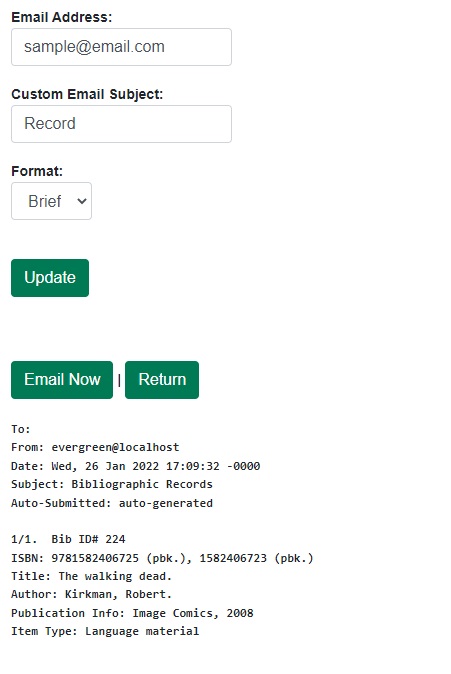 Email Address:
sample@email.com
Custom Email Subject:
Record
Format:
Brief
Update
Email Now | Return
To:
From: evergreen@localhost
Date: Wed, 26 Jan 2022 17:09:32 -0000
Subject: Bibliographic Records
Auto-Submitted: auto-generated
1/1.  Bib ID# 224
ISBN: 9781582406725 (pbk.), 1582406723 (pbk.)
Title: The walking dead.
Author: Kirkman, Robert.
Publication Info: Image Comics, 2008
Item Type: Language material